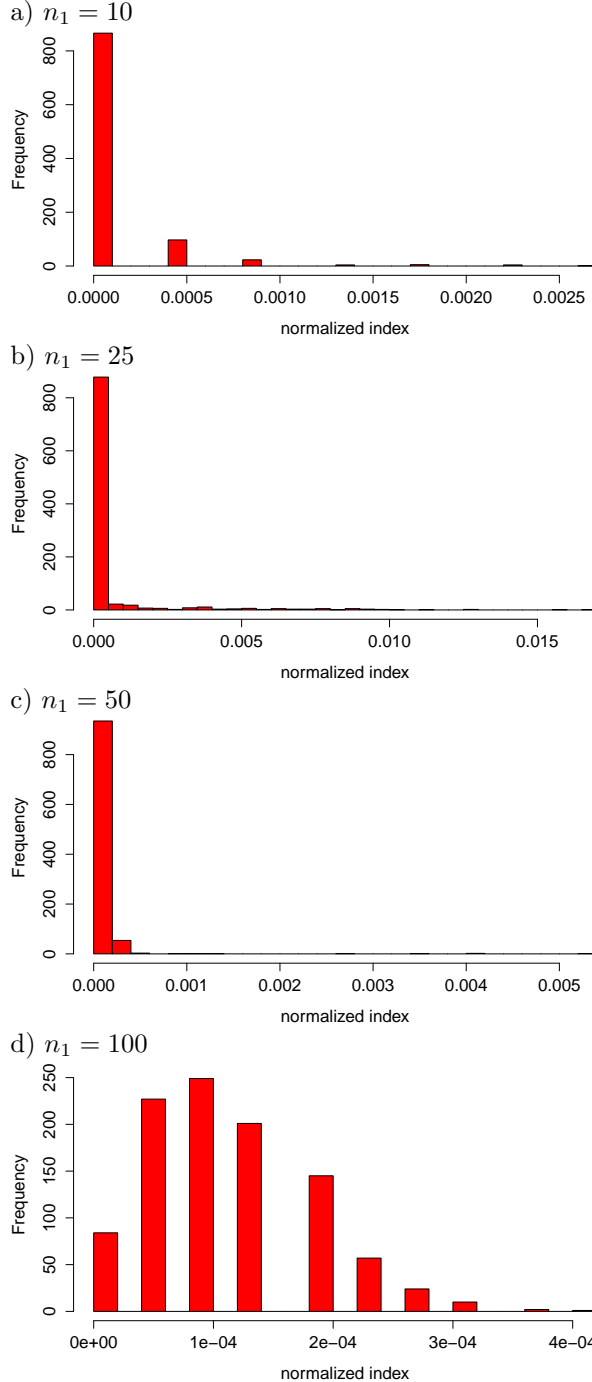 a) n₁ = 10
Frequency
0 200 400 600 800
0.0000 0.0005 0.0010 0.0015 0.0020 0.0025
normalized index
b) n₁ = 25
Frequency
0 200 400 600 800
0.000 0.005 0.010 0.015
normalized index
c) n₁ = 50
Frequency
0 200 400 600 800
0.000 0.001 0.002 0.003 0.004 0.005
normalized index
d) n₁ = 100
Frequency
0 50 100 150 200 250
0e+00 1e-04 2e-04 3e-04 4e-04
normalized index